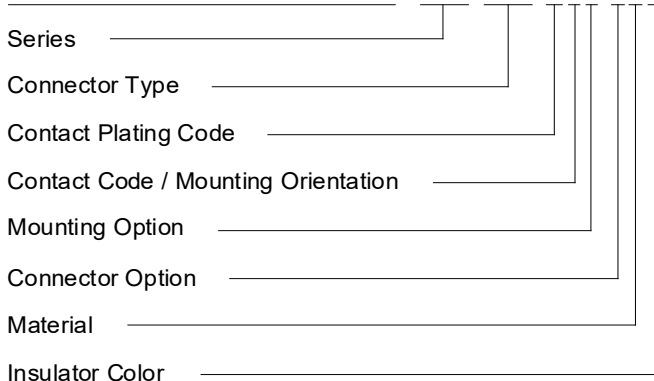 Series
Connector Type
Contact Plating Code
Contact Code / Mounting Orientation
Mounting Option
Connector Option
Material
Insulator Color